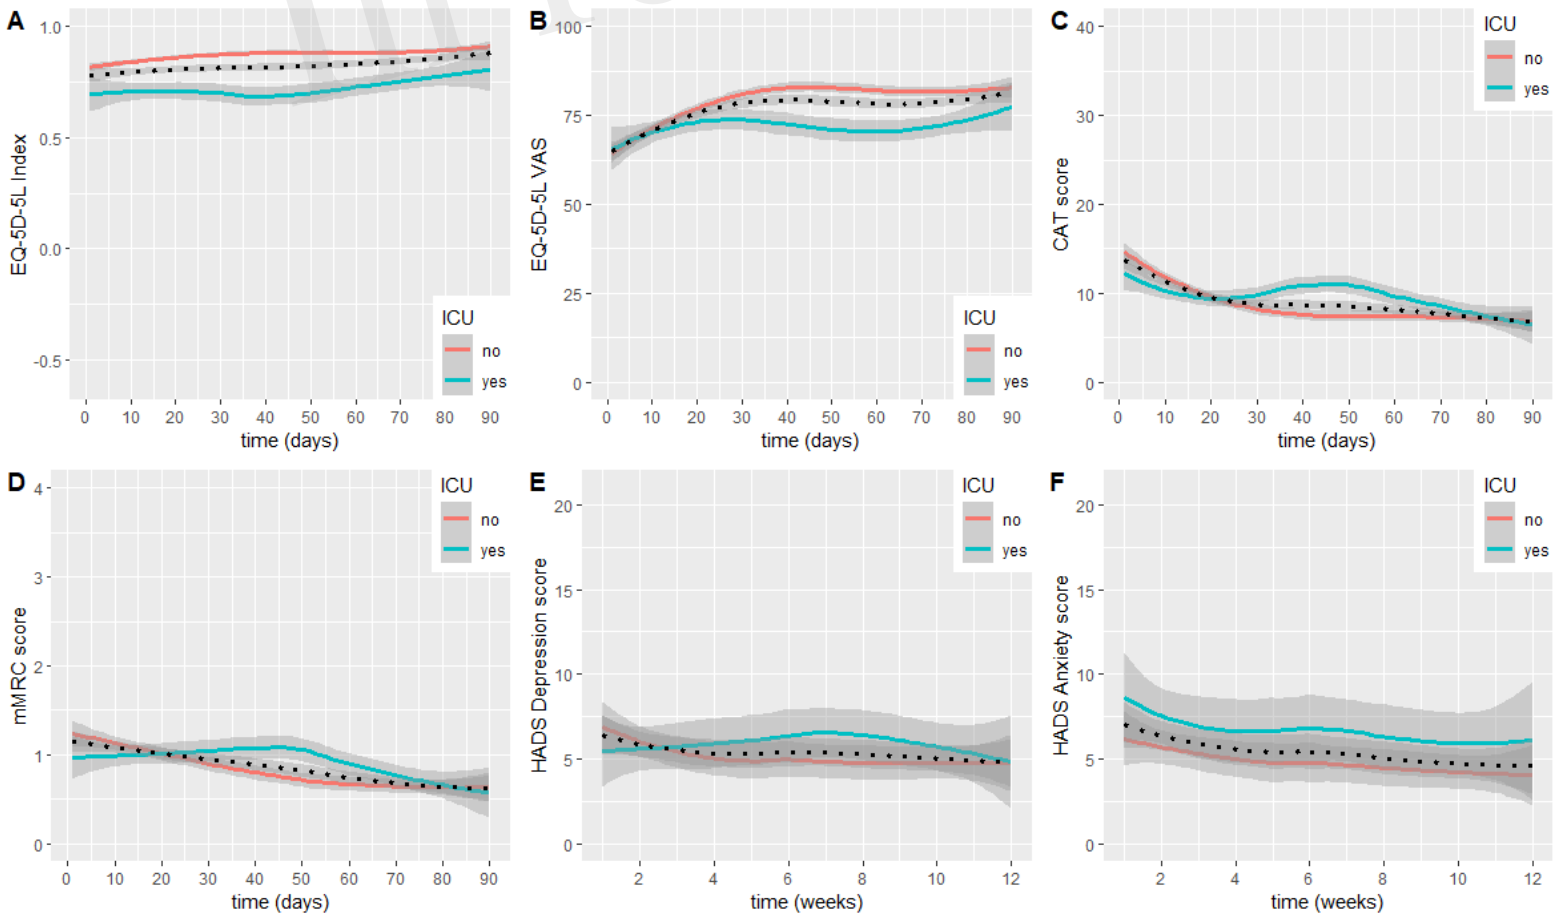 A
EQ-5D-5L Index
1.0
0.5
0.0
-0.5
0 10 20 30 40 50 60 70 80 90
time (days)
ICU
no
yes
B
EQ-5D-5L VAS
100
75
50
25
0
0 10 20 30 40 50 60 70 80 90
time (days)
ICU
no
yes
C
CAT score
40
30
20
10
0
0 10 20 30 40 50 60 70 80 90
time (days)
ICU
no
yes
D
mMRC score
4
3
2
1
0
0 10 20 30 40 50 60 70 80 90
time (days)
ICU
no
yes
E
HADS Depression score
20
15
10
5
0
2 4 6 8 10 12
time (weeks)
ICU
no
yes
F
HADS Anxiety score
20
15
10
5
0
2 4 6 8 10 12
time (weeks)
ICU
no
yes